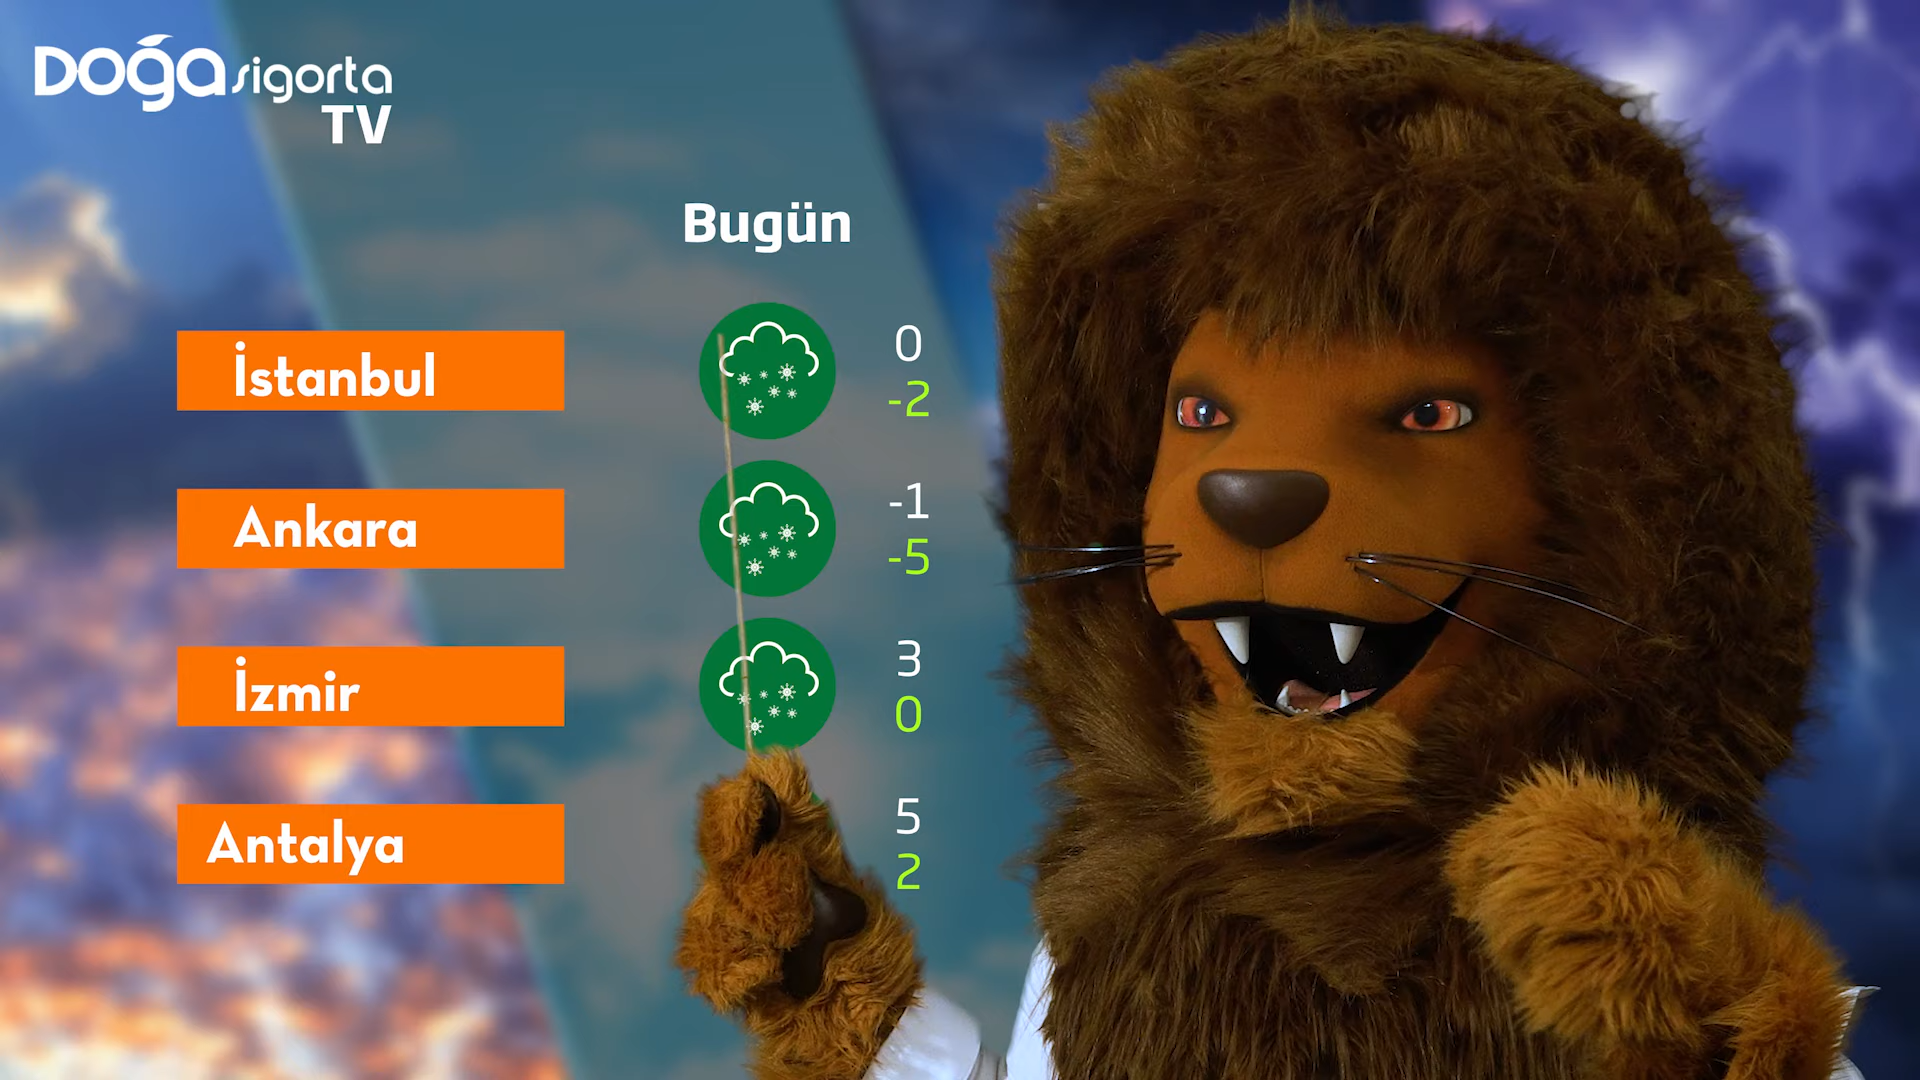 Doğa sigorta
TV
Bugün
İstanbul
0
-2
Ankara
-1
-5
İzmir
3
0
Antalya
5
2